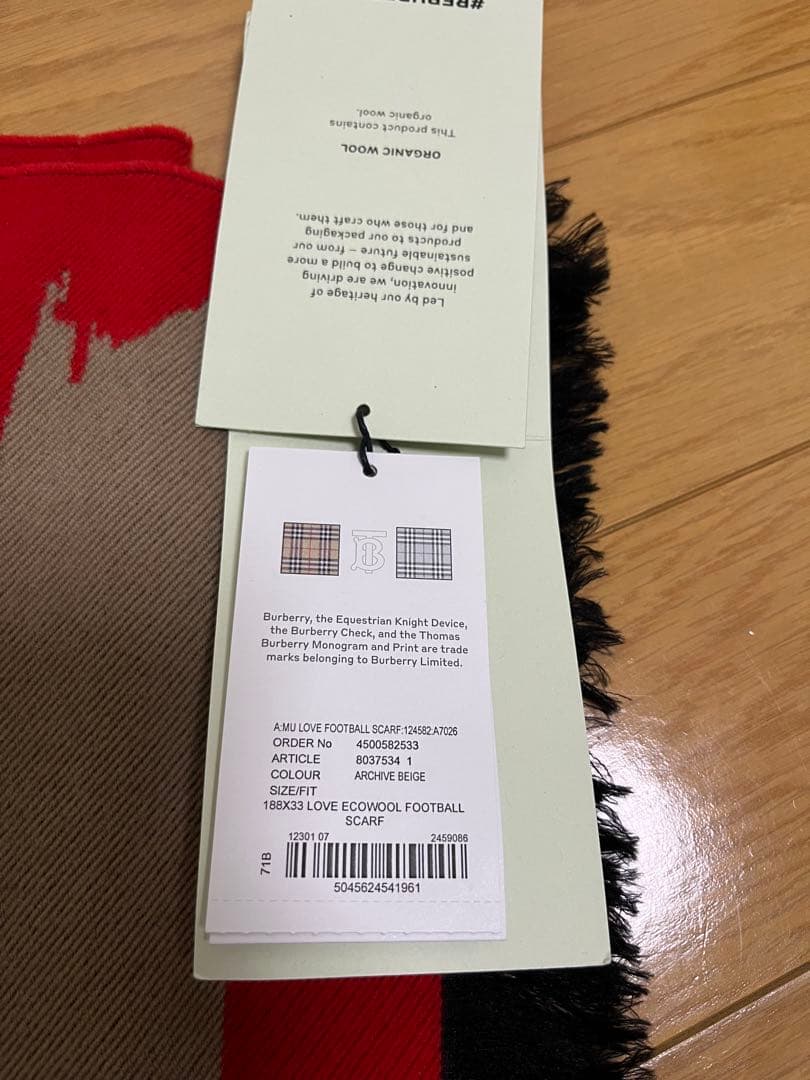 Led by our heritage of
innovation, we are driving
positive change to build a more
sustainable future – from our
products to our packaging
and for those who craft them.
ORGANIC WOOL
This product contains
organic wool.
B
Burberry, the Equestrian Knight Device,
the Burberry Check, and the Thomas
Burberry Monogram and Print are trade
marks belonging to Burberry Limited.
A:MU LOVE FOOTBALL SCARF:124582:A7026
ORDER No 4500582533
ARTICLE 8037534 1
COLOUR ARCHIVE BEIGE
SIZE/FIT
188X33 LOVE ECOWOOL FOOTBALL
SCARF
12301 07 2459086
71B
5045624541961